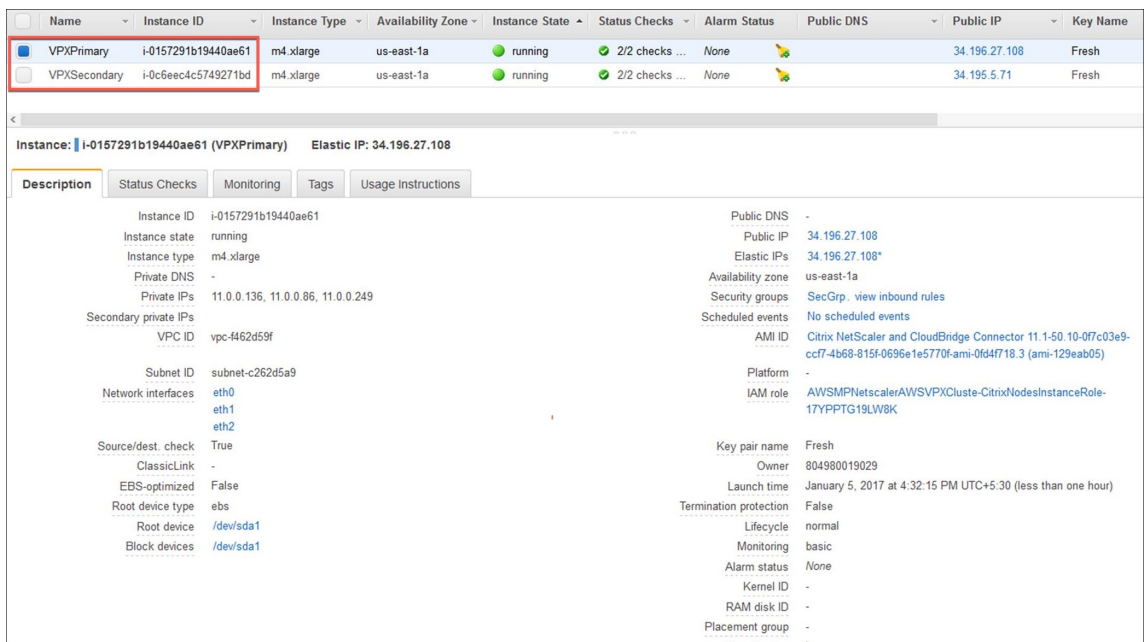 Name Instance ID Instance Type Availability Zone Instance State Status Checks Alarm Status Public DNS Public IP Key Name
VPXPrimary i-0157291b19440ae61 m4.xlarge us-east-1a running 2/2 checks ... None 34.196.27.108 Fresh
VPXSecondary i-0c6eec4c5749271bd m4.xlarge us-east-1a running 2/2 checks ... None 34.195.5.71 Fresh
Instance: i-0157291b19440ae61 (VPXPrimary) Elastic IP: 34.196.27.108
Description Status Checks Monitoring Tags Usage Instructions
Instance ID i-0157291b19440ae61 Public DNS -
Instance state running Public IP 34.196.27.108
Instance type m4.xlarge Elastic IPs 34.196.27.108*
Private DNS - Availability zone us-east-1a
Private IPs 11.0.0.136, 11.0.0.86, 11.0.0.249 Security groups SecGrp. view inbound rules
Secondary private IPs Scheduled events No scheduled events
VPC ID vpc-f462d59f AMI ID Citrix NetScaler and CloudBridge Connector 11.1-50.10-0f7c03e9-
ccf7-4b68-815f-0696e1e5770f-ami-0fd4f718.3 (ami-129eab05)
Subnet ID subnet-c262d5a9 Platform -
Network interfaces eth0 IAM role AWSMPNetscalerAWSVPXCluste-CitrixNodesInstanceRole-
eth1 17YPPTG19LW8K
eth2
Source/dest. check True Key pair name Fresh
ClassicLink - Owner 804980019029
EBS-optimized False Launch time January 5, 2017 at 4:32:15 PM UTC+5:30 (less than one hour)
Root device type ebs Termination protection False
Root device /dev/sda1 Lifecycle normal
Block devices /dev/sda1 Monitoring basic
Alarm status None
Kernel ID -
RAM disk ID -
Placement group -